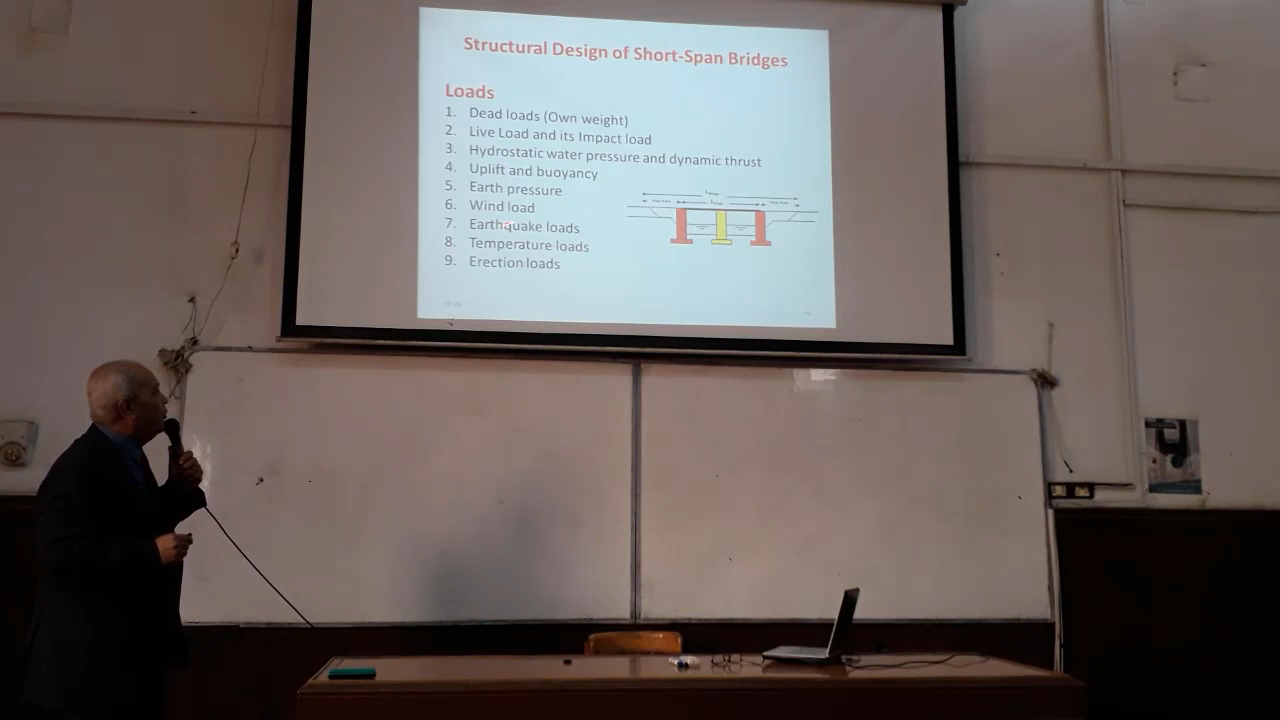 Structural Design of Short-Span Bridges
Loads
1. Dead loads (Own weight)
2. Live Load and its Impact load
3. Hydrostatic water pressure and dynamic thrust
4. Uplift and buoyancy
5. Earth pressure
6. Wind load
7. Earthquake loads
8. Temperature loads
9. Erection loads